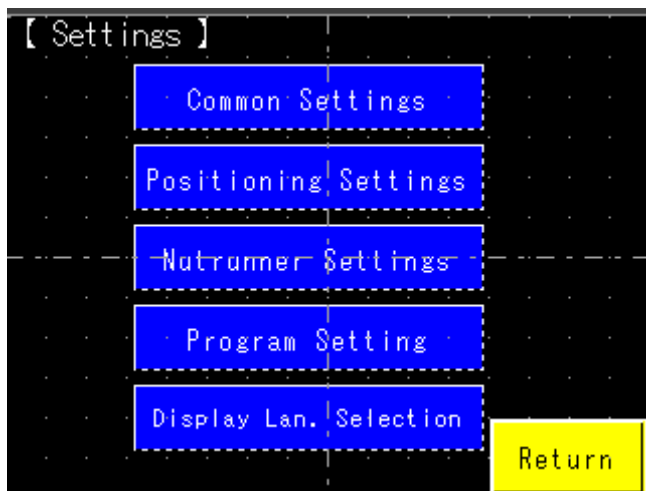 【 Settings 】
Common Settings
Positioning Settings
Nutrunner Settings
Program Setting
Display Lan. Selection
Return